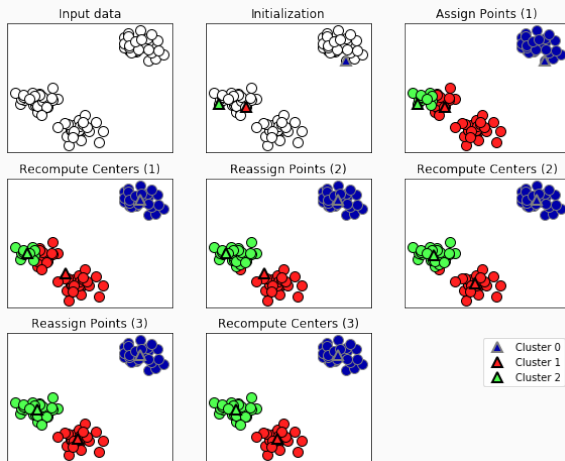 Input data
Initialization
Assign Points (1)
Recompute Centers (1)
Reassign Points (2)
Recompute Centers (2)
Reassign Points (3)
Recompute Centers (3)
Cluster 0
Cluster 1
Cluster 2